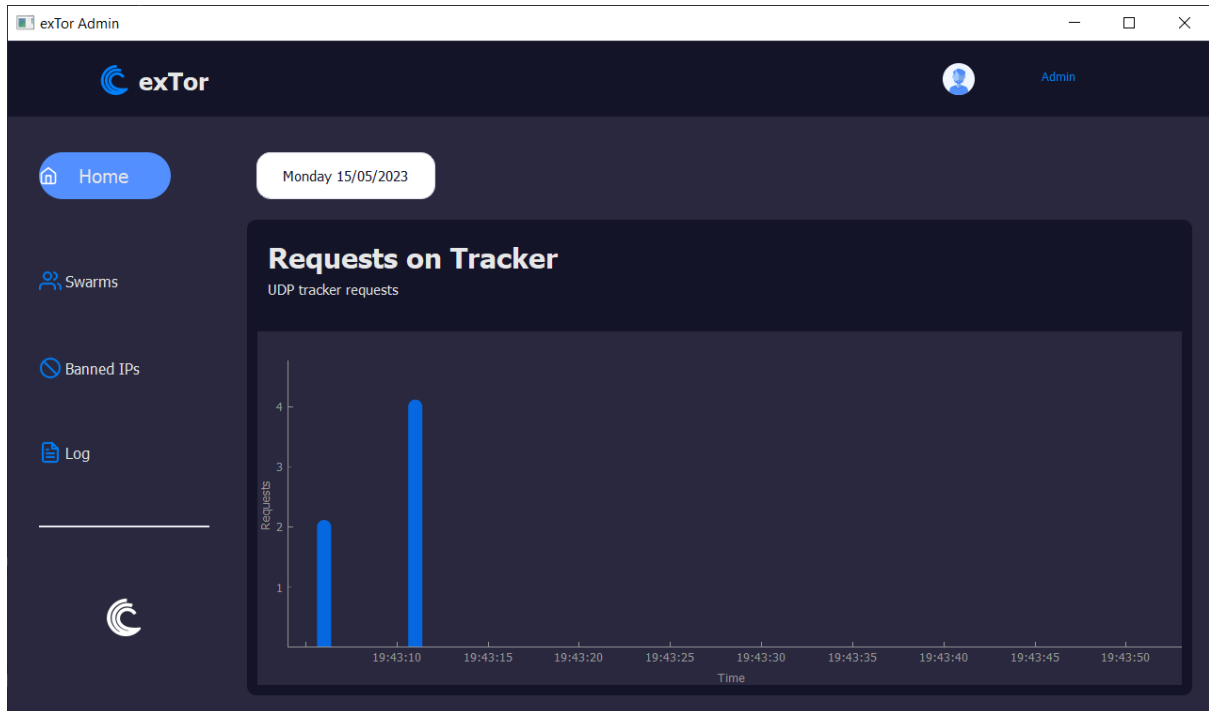 exTor Admin
exTor
Admin
Home
Monday 15/05/2023
Swarms
Banned IPs
Log
Requests on Tracker
UDP tracker requests
4
3
2
1
Requests
19:43:10 19:43:15 19:43:20 19:43:25 19:43:30 19:43:35 19:43:40 19:43:45 19:43:50
Time